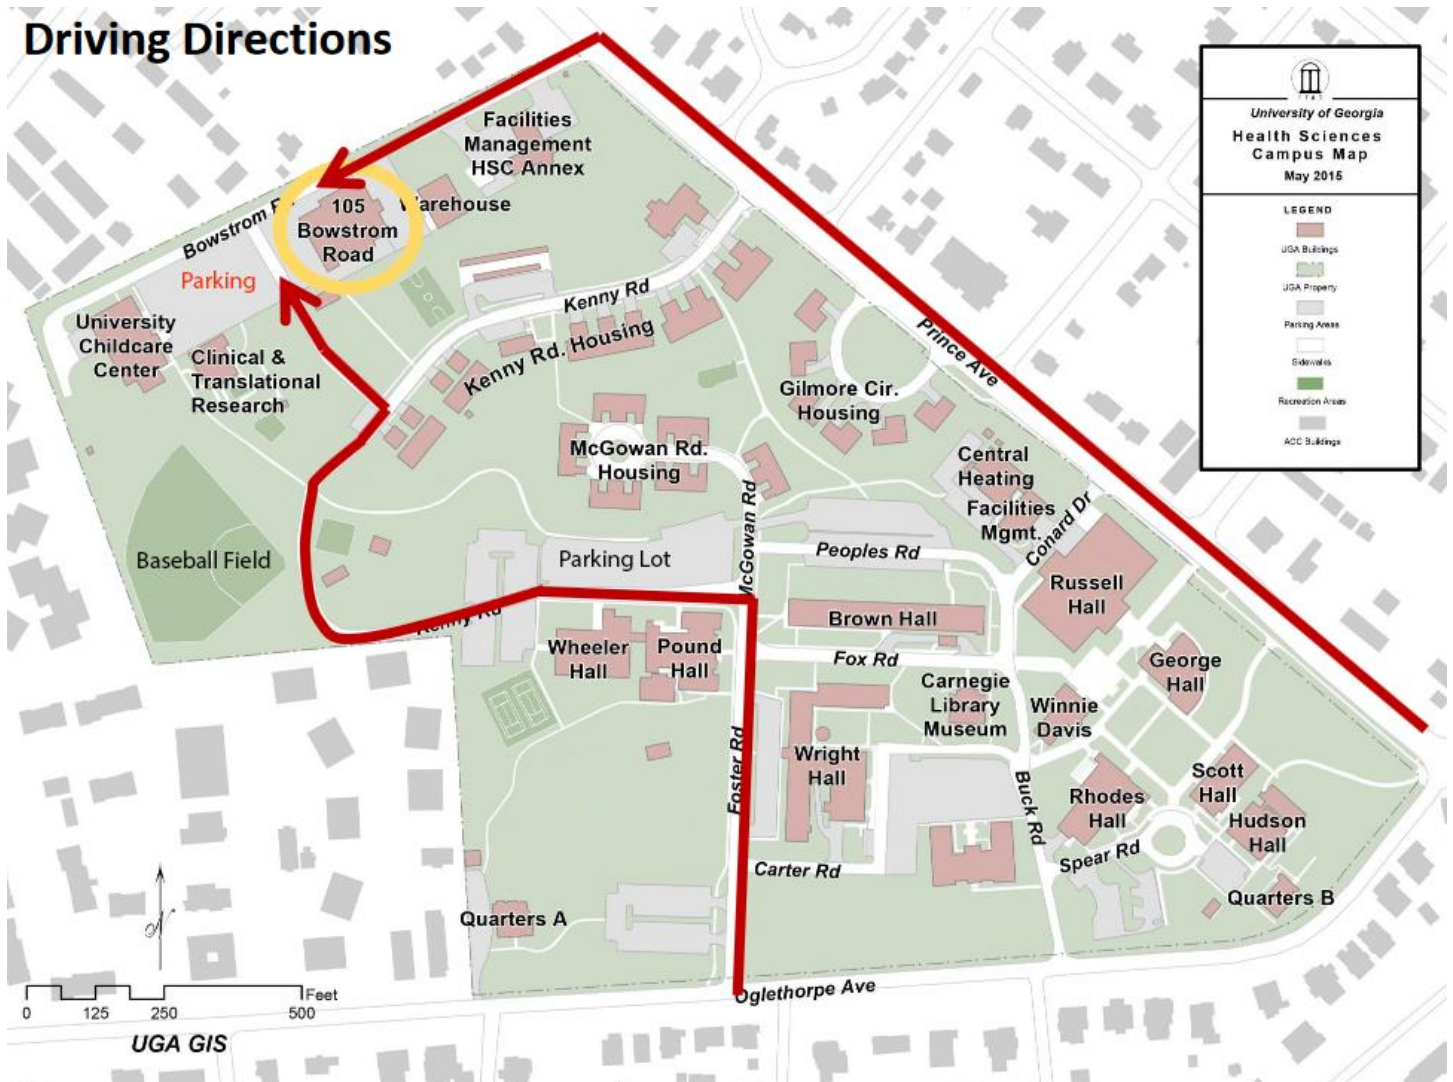 Driving Directions
University of Georgia
Health Sciences
Campus Map
May 2015
LEGEND
UGA Buildings
UGA Property
Parking Areas
Sidewalks
Recreation Areas
ACC Buildings
Facilities
Management
HSC Annex
Warehouse
105
Bowstrom
Road
Bowstrom
Parking
University
Childcare
Center
Clinical &
Translational
Research
Kenny Rd
Kenny Rd. Housing
Prince Ave
Gilmore Cir.
Housing
McGowan Rd.
Housing
McGowan Rd
Central
Heating
Facilities
Mgmt.
Conard Dr
Baseball Field
Parking Lot
Peoples Rd
Russell
Hall
Brown Hall
Kenny Rd
Wheeler
Hall
Pound
Hall
Fox Rd
George
Hall
Carnegie
Library
Museum
Winnie
Davis
Foster Rd
Wright
Hall
Buck Rd
Scott
Hall
Rhodes
Hall
Hudson
Hall
Spear Rd
Carter Rd
Quarters A
Quarters B
Oglethorpe Ave
N
Feet
0 125 250 500
UGA GIS